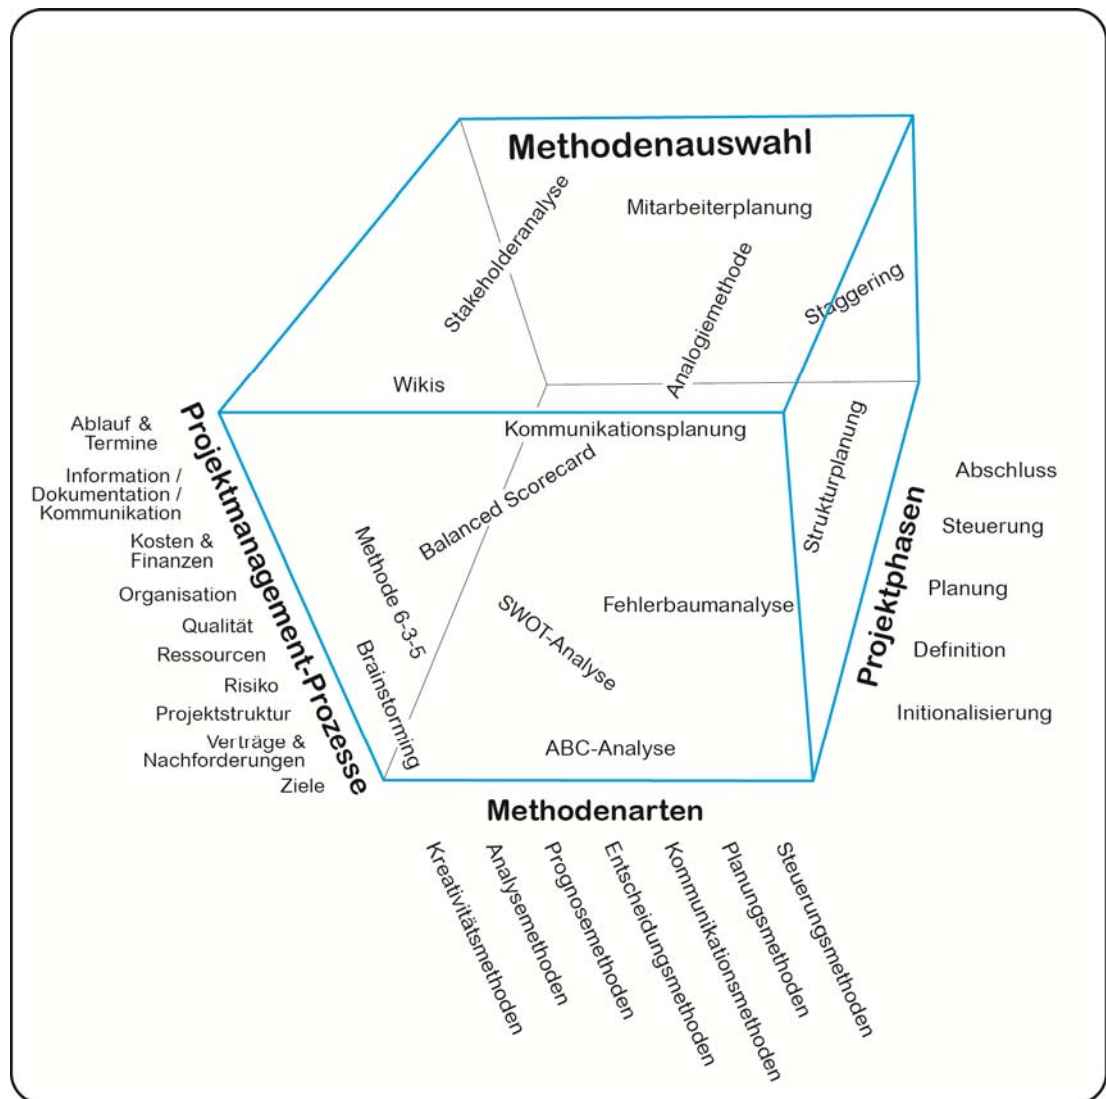 Methodenauswahl
Stakeholderanalyse
Mitarbeiterplanung
Analogiemethode
Staggering
Wikis
Kommunikationsplanung
Balanced Scorecard
Strukturplanung
Methode 6-3-5
SWOT-Analyse
Fehlerbaumanalyse
Brainstorming
ABC-Analyse
Projektmanagement-Prozesse
Ablauf &
Termine
Information /
Dokumentation /
Kommunikation
Kosten &
Finanzen
Organisation
Qualität
Ressourcen
Risiko
Projektstruktur
Verträge &
Nachforderungen
Ziele
Projektphasen
Abschluss
Steuerung
Planung
Definition
Initionalisierung
Methodenarten
Kreativitätsmethoden
Analysemethoden
Prognosemethoden
Entscheidungsmethoden
Kommunikationsmethoden
Planungsmethoden
Steuerungsmethoden